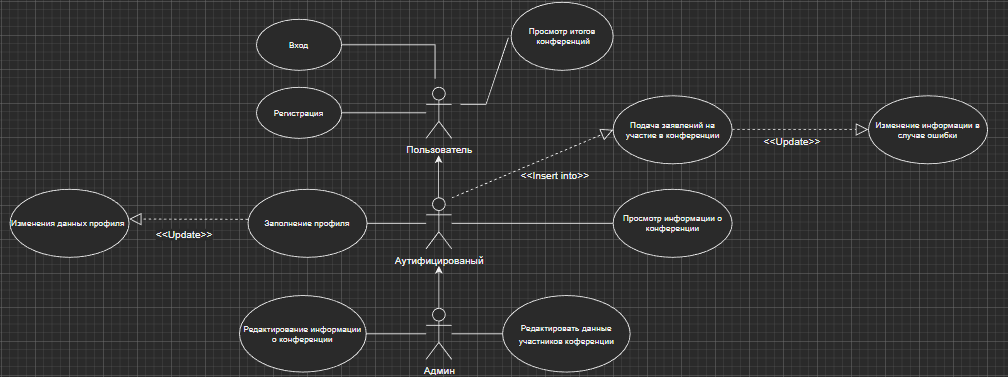 Просмотр итогов
конференций
Вход
Регистрация
Пользователь
Подача заявлений на
участие в конференции
<<Update>>
Изменение информации в
случае ошибки
<<Insert into>>
Изменения данных профиля
<<Update>>
Заполнение профиля
Просмотр информации о
конференции
Аутифицированый
Редактирование информации
о конференции
Редактировать данные
участников коференции
Админ